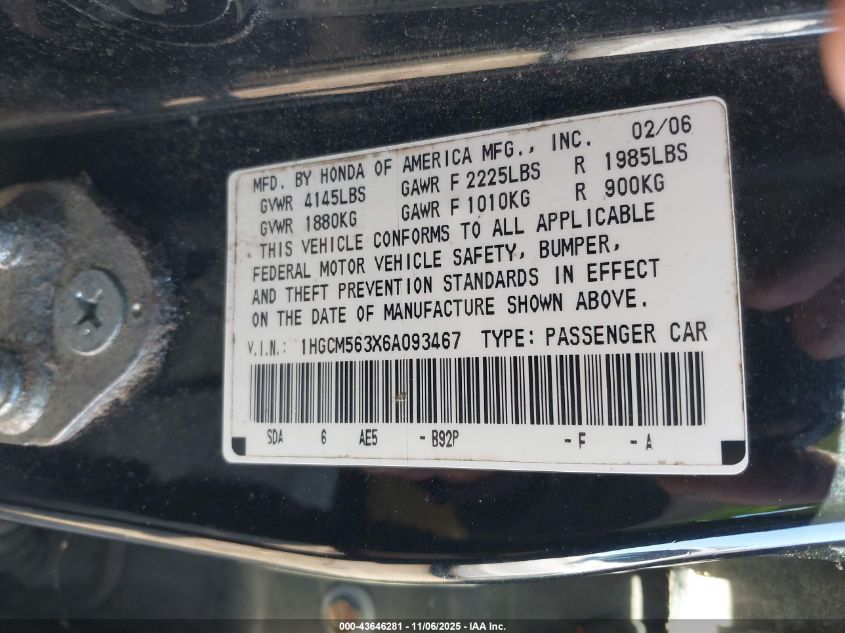 MFD. BY HONDA OF AMERICA MFG., INC. 02/06
GVWR 4145LBS GAWR F 2225LBS R 1985LBS
GVWR 1880KG GAWR F 1010KG R 900KG
THIS VEHICLE CONFORMS TO ALL APPLICABLE
FEDERAL MOTOR VEHICLE SAFETY, BUMPER,
AND THEFT PREVENTION STANDARDS IN EFFECT
ON THE DATE OF MANUFACTURE SHOWN ABOVE.
V.I.N.: 1HGCM563X6A093467 TYPE: PASSENGER CAR
SDA 6 AE5 - B92P - F - A
000-43646281 - 11/06/2025 - IAA Inc.